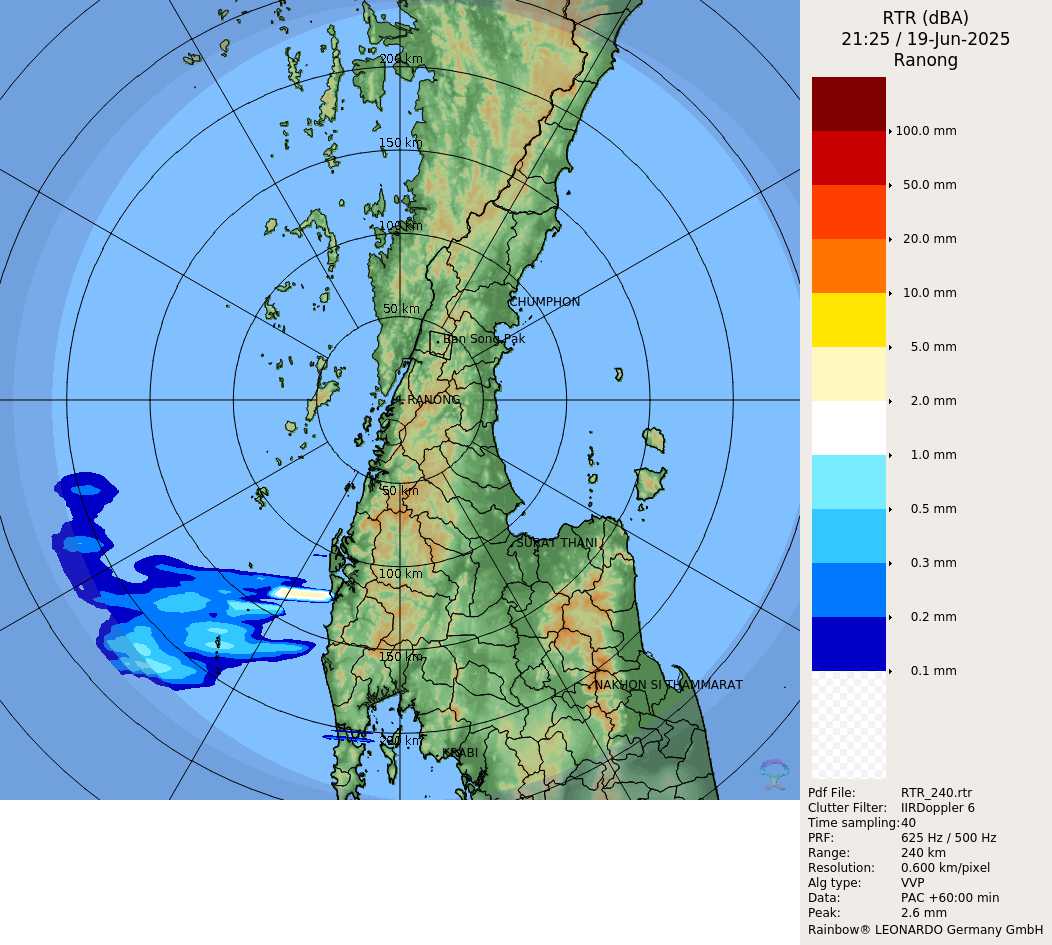 RTR (dBA)
21:25 / 19-Jun-2025
Ranong
200 km
150 km
100 km
50 km
CHUMPHON
Ban Song Pak
RANONG
50 km
SURAT THANI
100 km
150 km
NAKHON SI THAMMARAT
200 km
KRABI
100.0 mm
50.0 mm
20.0 mm
10.0 mm
5.0 mm
2.0 mm
1.0 mm
0.5 mm
0.3 mm
0.2 mm
0.1 mm
Pdf File: RTR_240.rtr
Clutter Filter: IIRDoppler 6
Time sampling:40
PRF: 625 Hz / 500 Hz
Range: 240 km
Resolution: 0.600 km/pixel
Alg type: VVP
Data: PAC +60:00 min
Peak: 2.6 mm
Rainbow® LEONARDO Germany GmbH